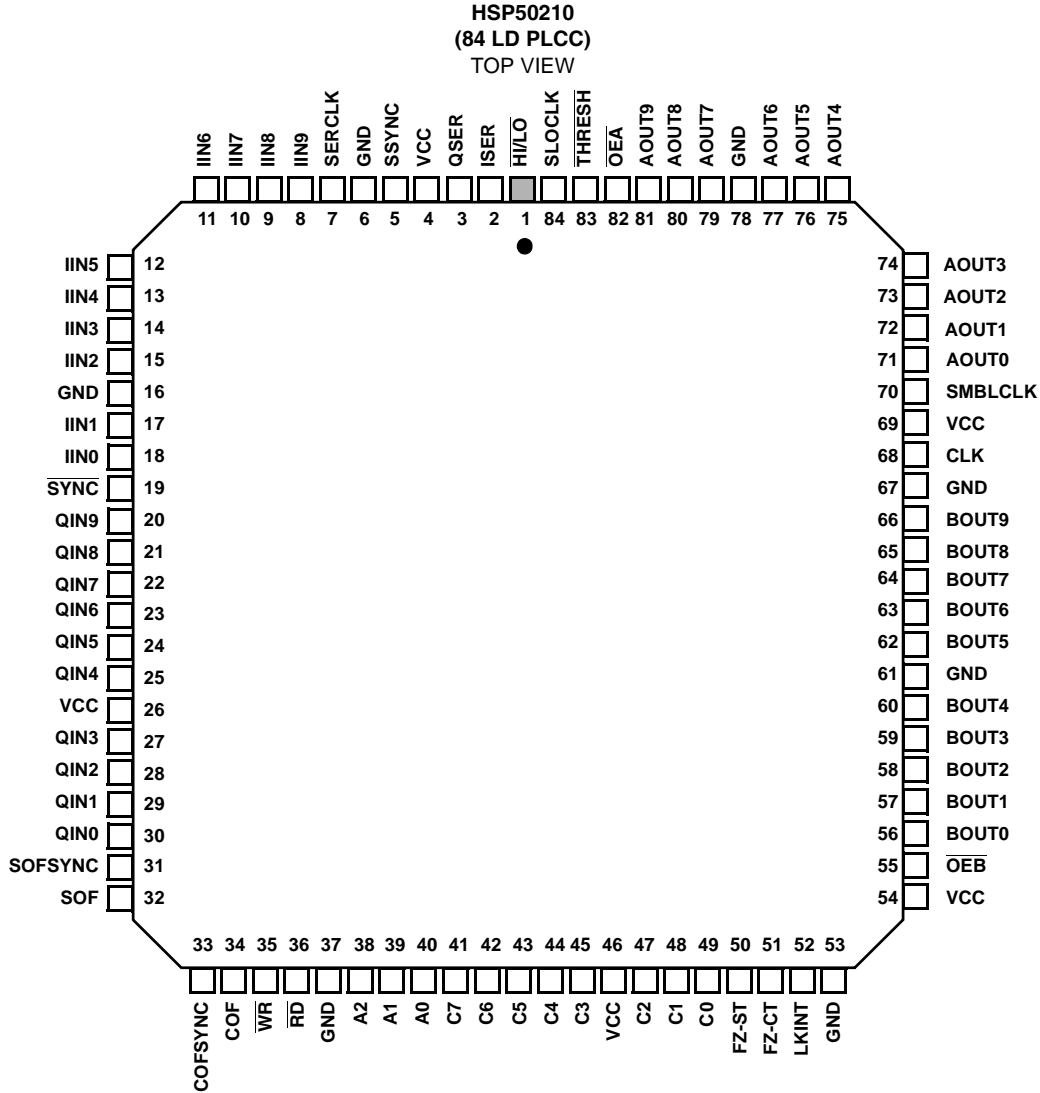 HSP50210
(84 LD PLCC)
TOP VIEW
IIN6
IIN7
IIN8
IIN9
SERCLK
GND
SSYNC
VCC
QSER
ISER
HI/LO
SLOCLK
THRESH
OEA
AOUT9
AOUT8
AOUT7
GND
AOUT6
AOUT5
AOUT4
11 10 9 8 7 6 5 4 3 2 1 84 83 82 81 80 79 78 77 76 75
IIN5 12
IIN4 13
IIN3 14
IIN2 15
GND 16
IIN1 17
IIN0 18
SYNC 19
QIN9 20
QIN8 21
QIN7 22
QIN6 23
QIN5 24
QIN4 25
VCC 26
QIN3 27
QIN2 28
QIN1 29
QIN0 30
SOFSYNC 31
SOF 32
74 AOUT3
73 AOUT2
72 AOUT1
71 AOUT0
70 SMBLCLK
69 VCC
68 CLK
67 GND
66 BOUT9
65 BOUT8
64 BOUT7
63 BOUT6
62 BOUT5
61 GND
60 BOUT4
59 BOUT3
58 BOUT2
57 BOUT1
56 BOUT0
55 OEB
54 VCC
33 34 35 36 37 38 39 40 41 42 43 44 45 46 47 48 49 50 51 52 53
COFSYNC
COF
WR
RD
GND
A2
A1
A0
C7
C6
C5
C4
C3
VCC
C2
C1
C0
FZ-ST
FZ-CT
LKINT
GND